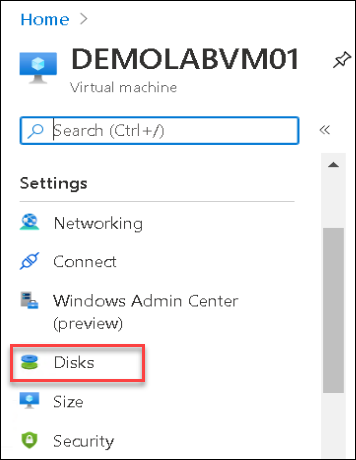 Home >
DEMOLABVM01
Virtual machine
Search (Ctrl+/)
Settings
Networking
Connect
Windows Admin Center
(preview)
Disks
Size
Security